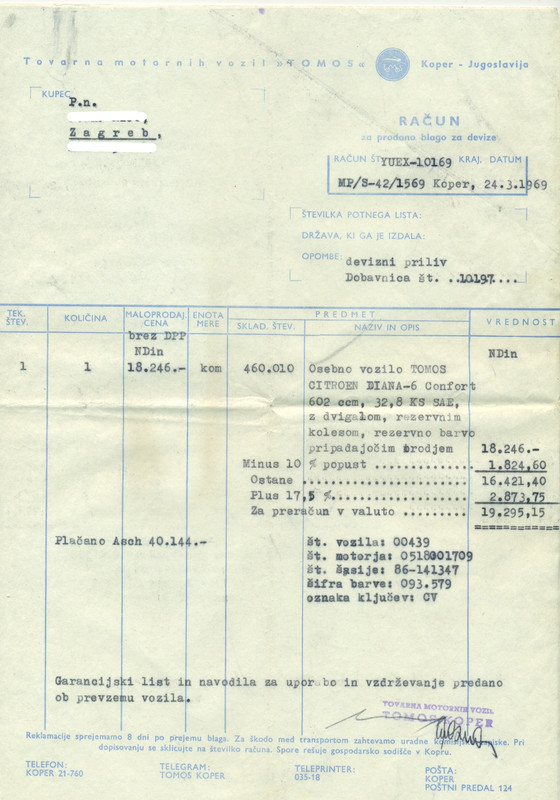 Tovarna motornih vozil »TOMOS« Koper - Jugoslavija
KUPEC
P.n.
Zagreb,
RAČUN
za prodano blago za devize
RAČUN ŠT. YUEX-10169 KRAJ, DATUM
MP/S-42/1569 Koper, 24.3.1969
ŠTEVILKA POTNEGA LISTA:
DRŽAVA, KI GA JE IZDALA:
OPOMBE: devizni priliv
Dobavnica št. ..10197....
TEK. ŠTEV. KOLIČINA MALOPRODAJ. CENA ENOTA MERE PREDMET SKLAD. ŠTEV. NAZIV IN OPIS VREDNOST
brez DPP
NDin NDin
1 1 18.246.- kom 460.010 Osebno vozilo TOMOS
CITROEN DIANA-6 Confort
602 ccm, 32,8 KS SAE,
z dvigalom, rezervnim
kolesom, rezervno barvo
pripadajočim orodjem 18.246.-
Minus 10 % popust ............. 1.824,60
Ostane ...................... 16.421,40
Plus 17,5 %.................. 2.873,75
Za preračun v valuto ......... 19.295,15
============
Plačano Asch 40.144.- št. vozila: 00439
št. motorja: 0518001709
št. šasije: 86-141347
šifra barve: 093.579
oznaka ključev: CV
Garancijski list in navodila za uporabo in vzdrževanje predano
ob prevzemu vozila.
TOVARNA MOTORNIH VOZIL
TOMOS KOPER
Reklamacije sprejemamo 8 dni po prejemu blaga. Za škodo med transportom zahtevamo uradne zapiske. Pri
dopisovanju se sklicujte na številko računa. Spore rešuje gospodarsko sodišče v Kopru.
TELEFON: TELEGRAM: TELEPRINTER: POŠTA:
KOPER 21-760 TOMOS KOPER 035-18 KOPER
POŠTNI PREDAL 124